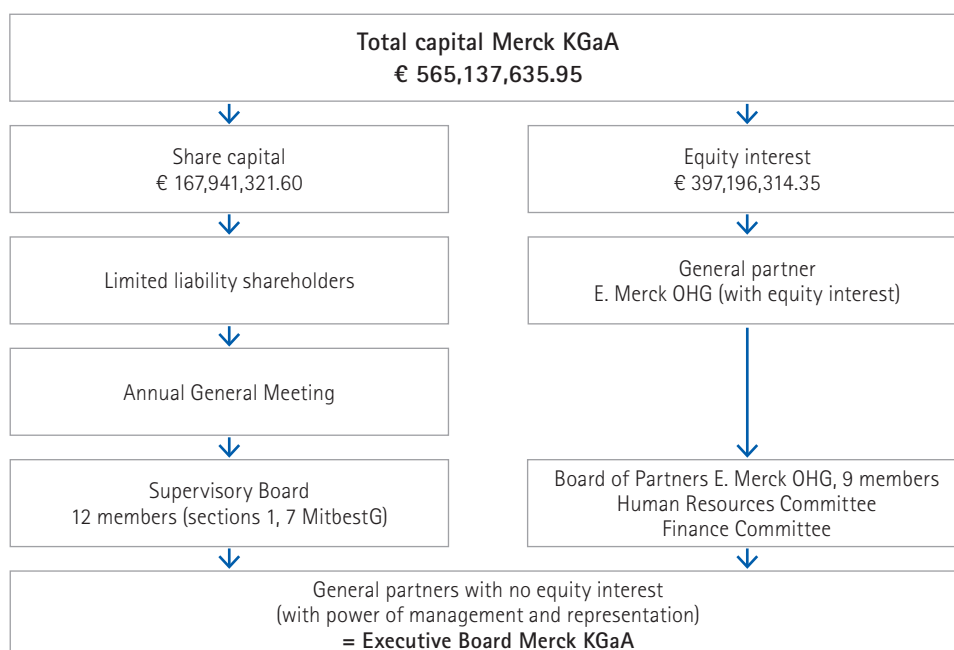 Total capital Merck KGaA
€ 565,137,635.95
Share capital
€ 167,941,321.60
Equity interest
€ 397,196,314.35
Limited liability shareholders
General partner
E. Merck OHG (with equity interest)
Annual General Meeting
Supervisory Board
12 members (sections 1, 7 MitbestG)
Board of Partners E. Merck OHG, 9 members
Human Resources Committee
Finance Committee
General partners with no equity interest
(with power of management and representation)
= Executive Board Merck KGaA